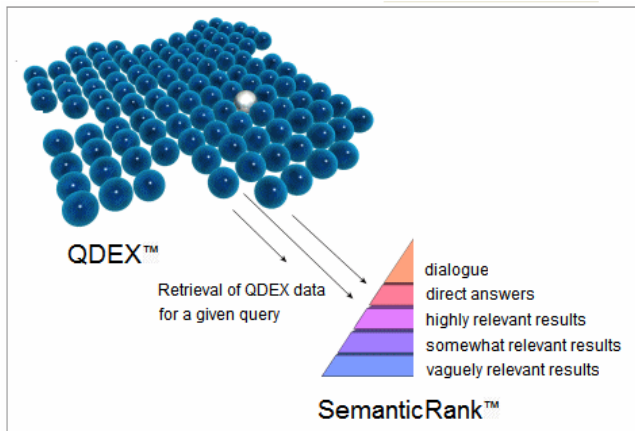 QDEX™
Retrieval of QDEX data
for a given query
dialogue
direct answers
highly relevant results
somewhat relevant results
vaguely relevant results
SemanticRank™